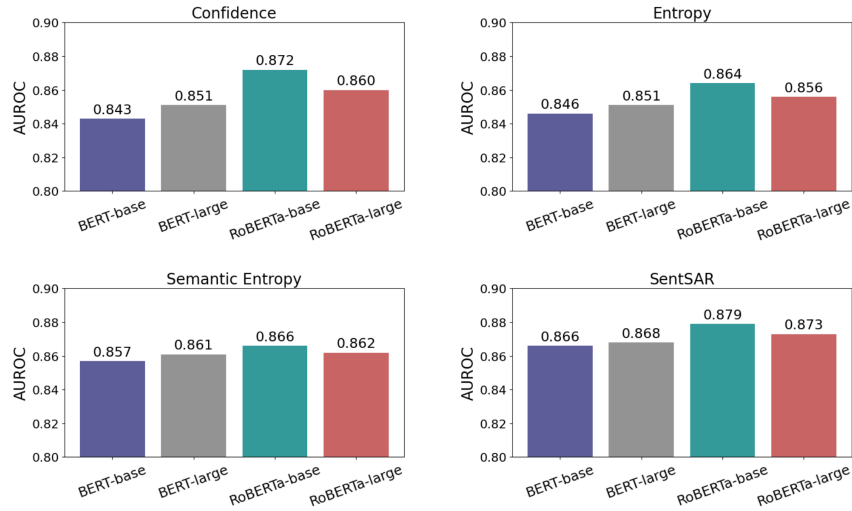 Confidence
0.90
0.88
0.86
0.84
0.82
0.80
AUROC
0.843
0.851
0.872
0.860
BERT-base
BERT-large
RoBERTa-base
RoBERTa-large
Entropy
0.90
0.88
0.86
0.84
0.82
0.80
AUROC
0.846
0.851
0.864
0.856
BERT-base
BERT-large
RoBERTa-base
RoBERTa-large
Semantic Entropy
0.90
0.88
0.86
0.84
0.82
0.80
AUROC
0.857
0.861
0.866
0.862
BERT-base
BERT-large
RoBERTa-base
RoBERTa-large
SentSAR
0.90
0.88
0.86
0.84
0.82
0.80
AUROC
0.866
0.868
0.879
0.873
BERT-base
BERT-large
RoBERTa-base
RoBERTa-large